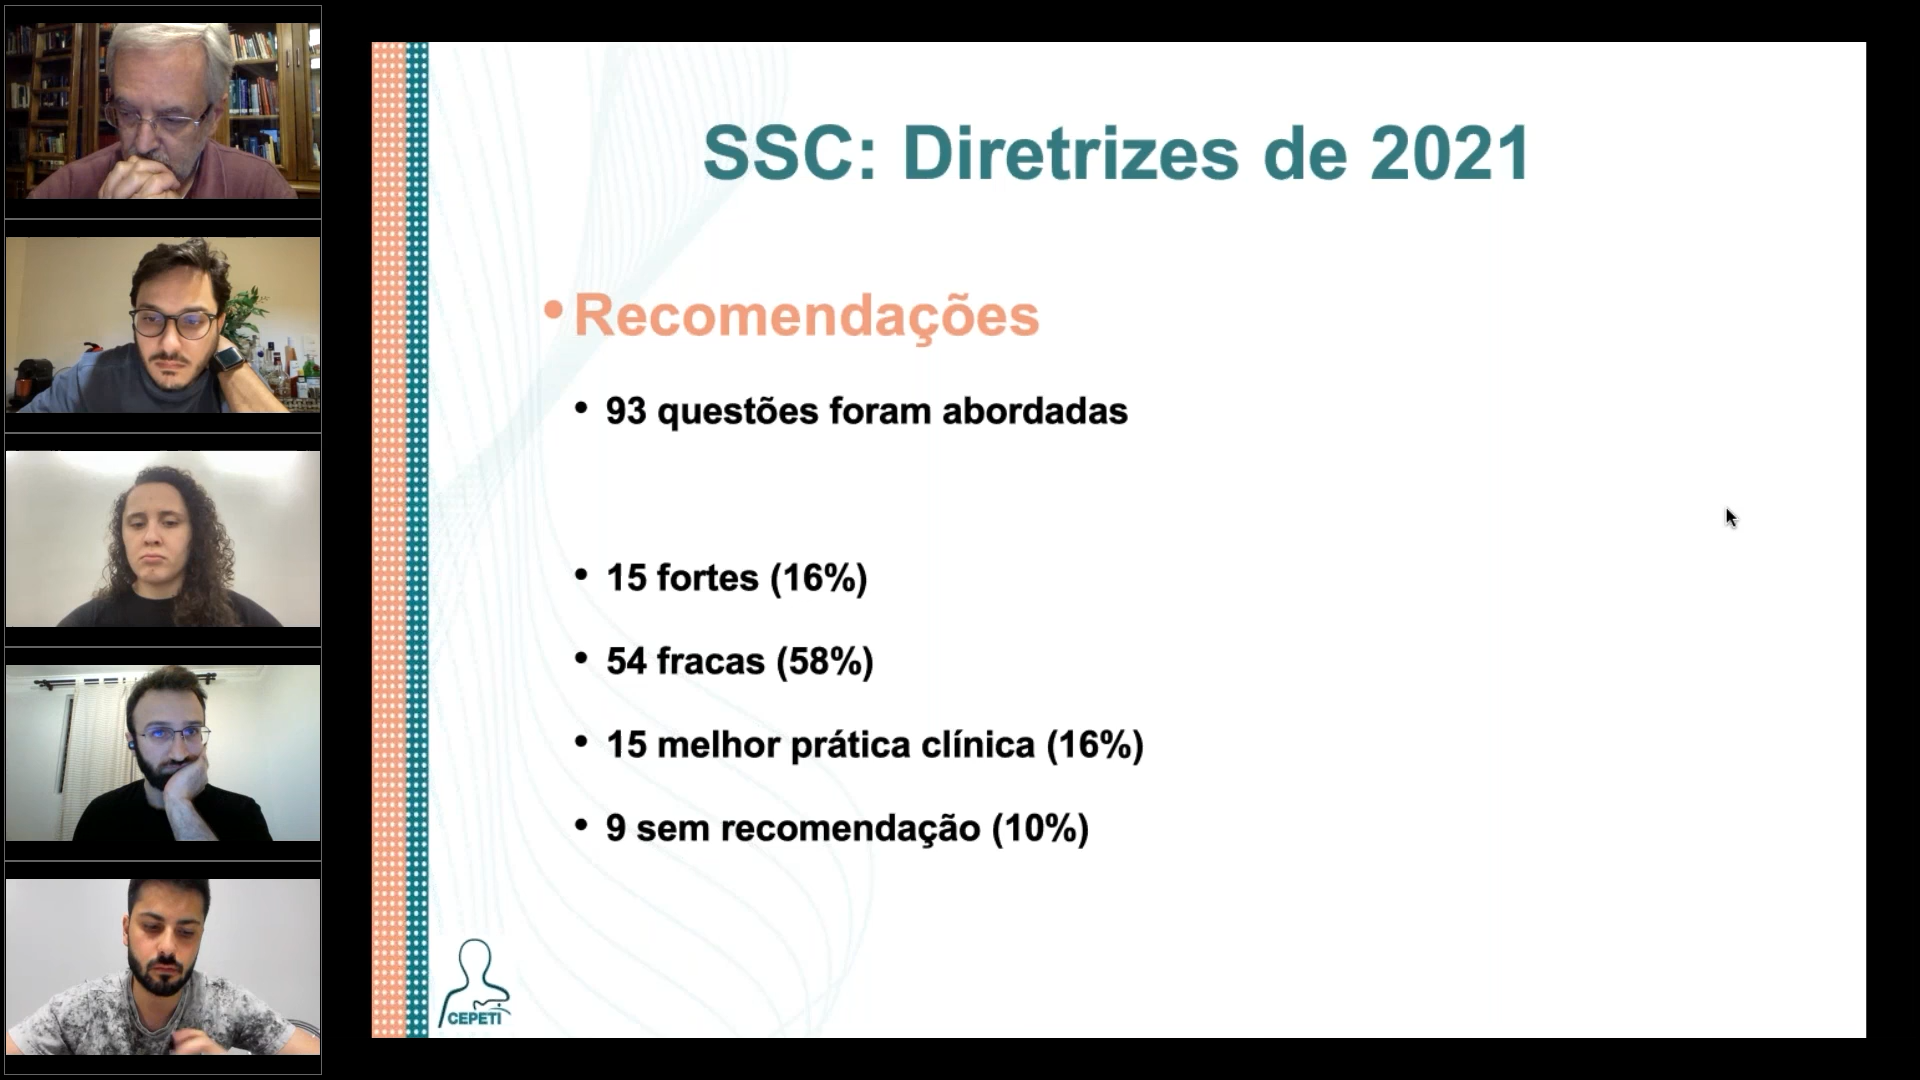 SSC: Diretrizes de 2021
• Recomendações
• 93 questões foram abordadas
• 15 fortes (16%)
• 54 fracas (58%)
• 15 melhor prática clínica (16%)
• 9 sem recomendação (10%)
CEPETI